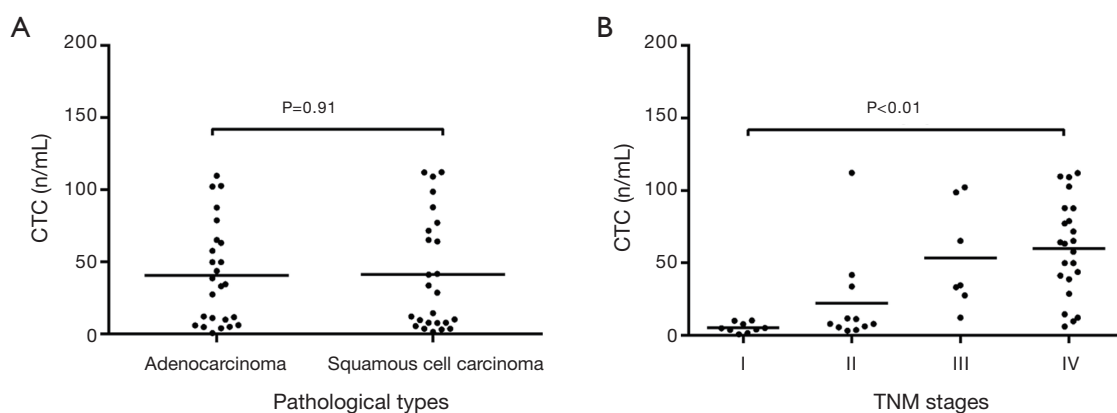 A
200
150
100
50
0
CTC (n/mL)
P=0.91
Adenocarcinoma Squamous cell carcinoma
Pathological types
B
200
150
100
50
0
CTC (n/mL)
P<0.01
I II III IV
TNM stages